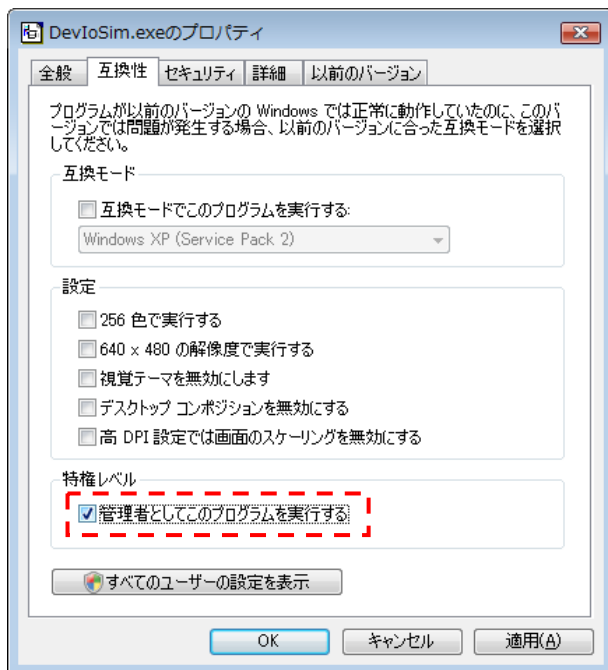 DevIoSim.exeのプロパティ
全般 互換性 セキュリティ 詳細 以前のバージョン
プログラムが以前のバージョンの Windows では正常に動作していたのに、このバ
ージョンでは問題が発生する場合、以前のバージョンに合った互換モードを選択
してください。
互換モード
互換モードでこのプログラムを実行する:
Windows XP (Service Pack 2)
設定
256 色で実行する
640 x 480 の解像度で実行する
視覚テーマを無効にします
デスクトップ コンポジションを無効にする
高 DPI 設定では画面のスケーリングを無効にする
特権レベル
管理者としてこのプログラムを実行する
すべてのユーザーの設定を表示
OK キャンセル 適用(A)